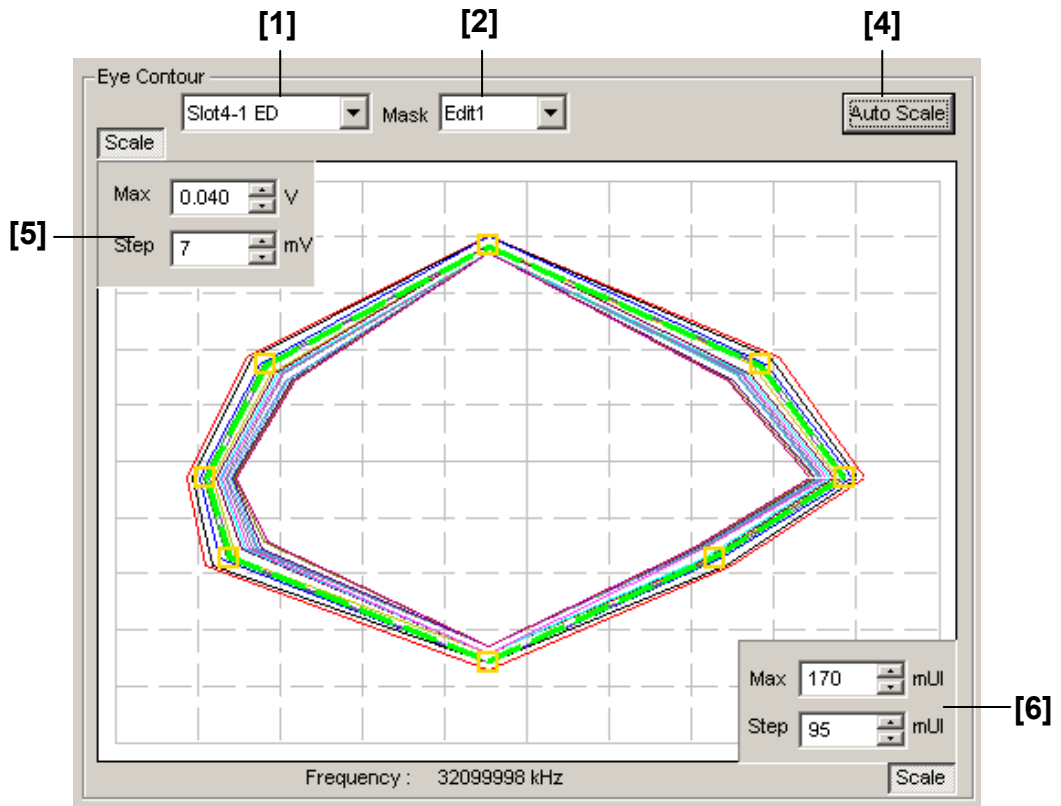 [1] [2] [4]
Eye Contour
Slot4-1 ED Mask Edit1 Auto Scale
Scale
Max 0.040 V
[5]
Step 7 mV
Max 170 mUI
[6]
Step 95 mUI
Frequency : 32099998 kHz Scale